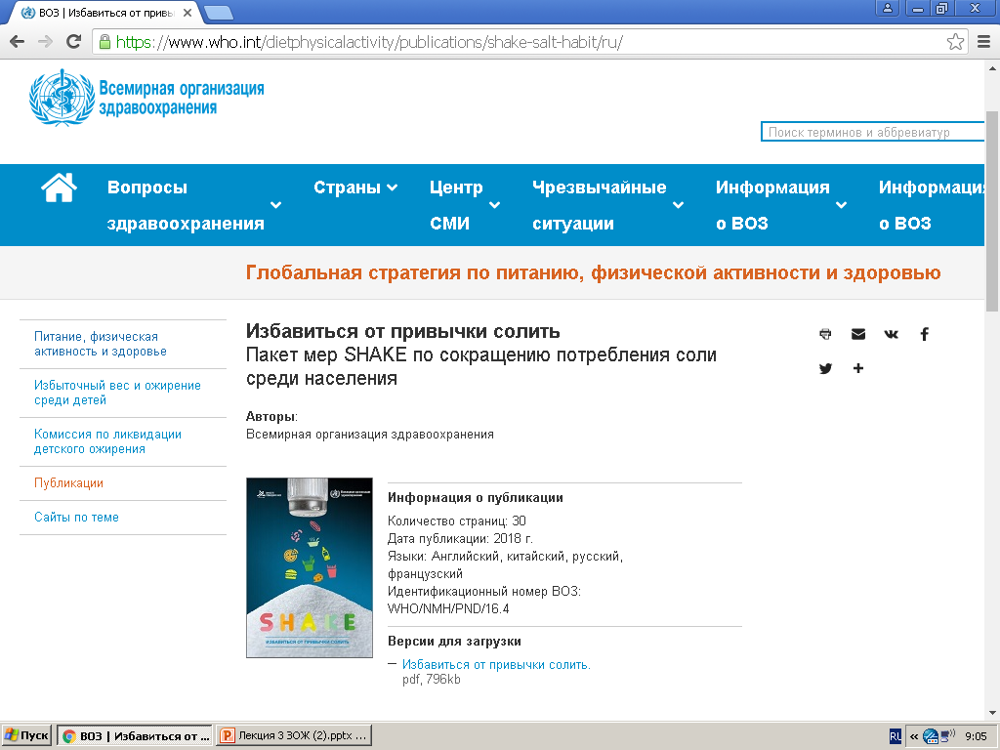 ВОЗ | Избавиться от привы
https://www.who.int/dietphysicalactivity/publications/shake-salt-habit/ru/
Всемирная организация
здравоохранения
Поиск терминов и аббревиатур
Вопросы
здравоохранения
Страны
Центр
СМИ
Чрезвычайные
ситуации
Информация
о ВОЗ
Информация
о ВОЗ
Глобальная стратегия по питанию, физической активности и здоровью
Питание, физическая
активность и здоровье
Избыточный вес и ожирение
среди детей
Комиссия по ликвидации
детского ожирения
Публикации
Сайты по теме
Избавиться от привычки солить
Пакет мер SHAKE по сокращению потребления соли
среди населения
Авторы:
Всемирная организация здравоохранения
SHAKE
ИЗБАВИТЬСЯ ОТ ПРИВЫЧКИ СОЛИТЬ
Информация о публикации
Количество страниц: 30
Дата публикации: 2018 г.
Языки: Английский, китайский, русский,
французский
Идентификационный номер ВОЗ:
WHO/NMH/PND/16.4
Версии для загрузки
Избавиться от привычки солить.
pdf, 796kb
Пуск
ВОЗ | Избавиться от ...
Лекция 3 ЗОЖ (2).pptx ...
RU
9:05